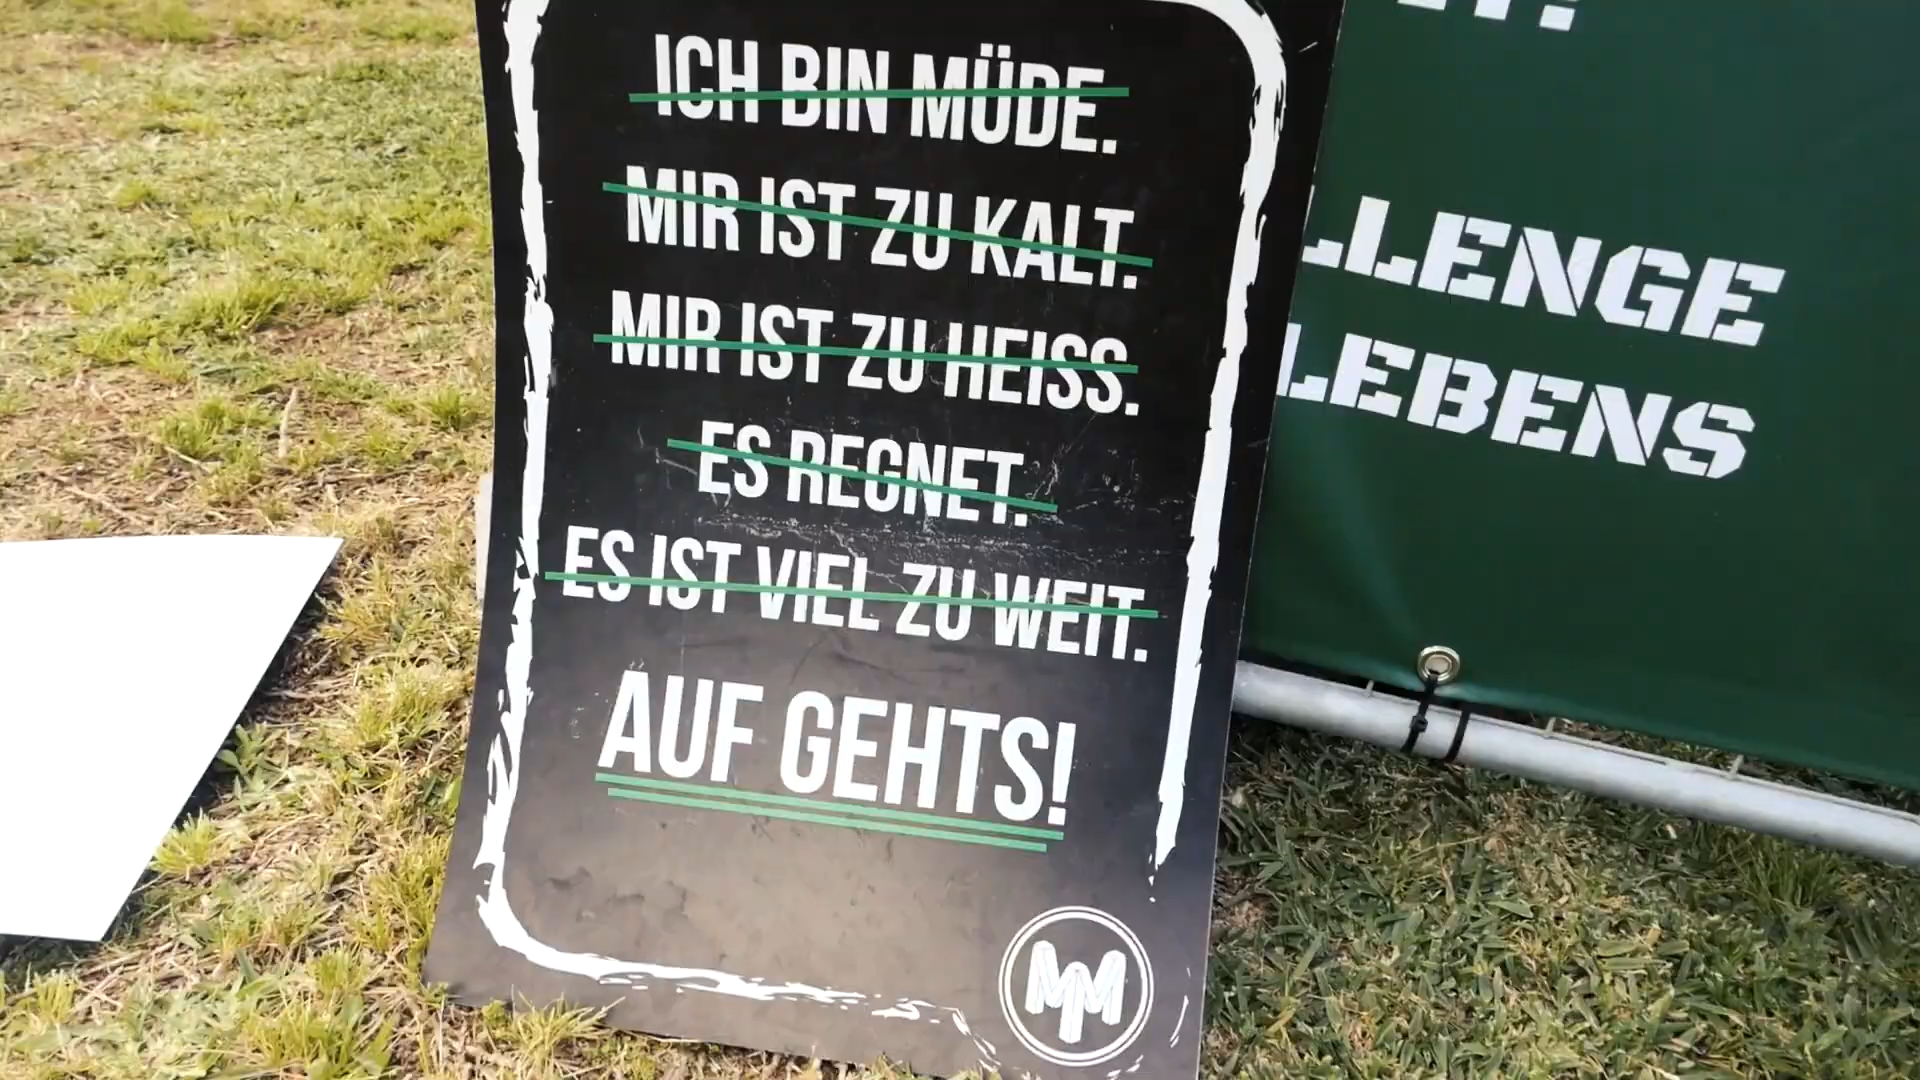 ICH BIN MÜDE.
MIR IST ZU KALT.
MIR IST ZU HEISS.
ES REGNET.
ES IST VIEL ZU WEIT.
AUF GEHTS!
LLENGE
LEBENS